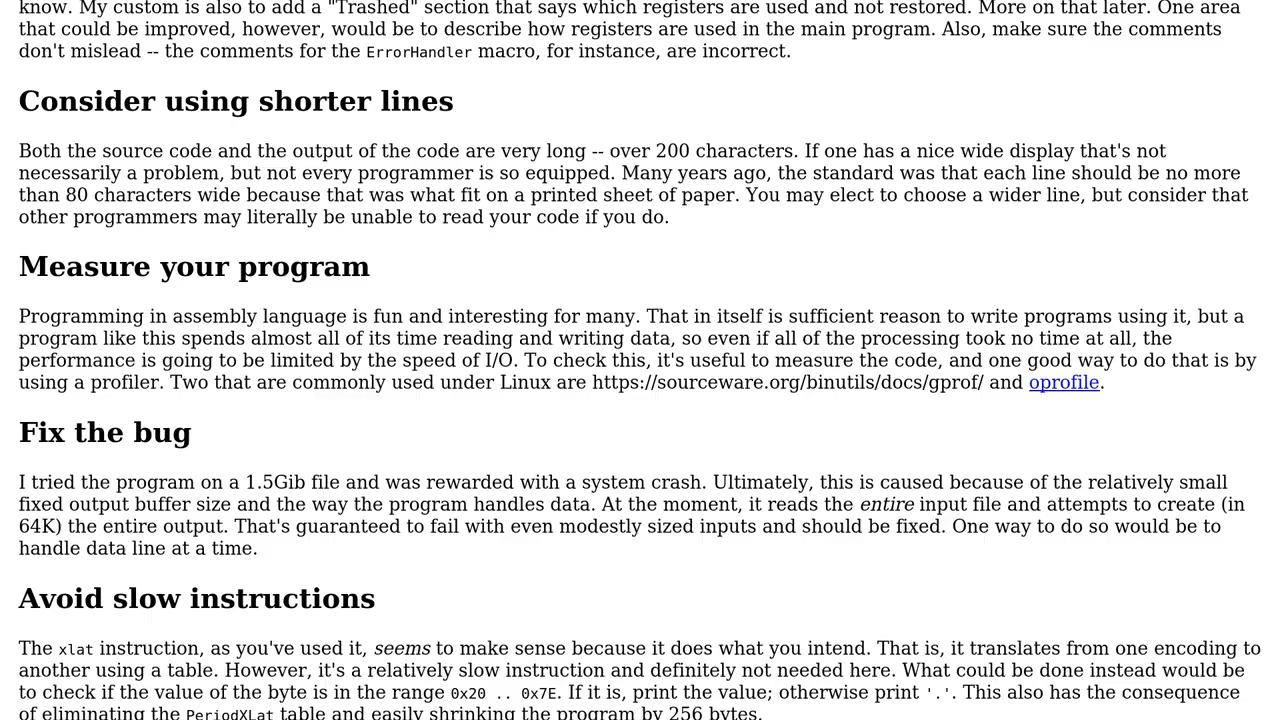 know. My custom is also to add a "Trashed" section that says which registers are used and not restored. More on that later. One area
that could be improved, however, would be to describe how registers are used in the main program. Also, make sure the comments
don't mislead -- the comments for the ErrorHandler macro, for instance, are incorrect.
Consider using shorter lines
Both the source code and the output of the code are very long -- over 200 characters. If one has a nice wide display that's not
necessarily a problem, but not every programmer is so equipped. Many years ago, the standard was that each line should be no more
than 80 characters wide because that was what fit on a printed sheet of paper. You may elect to choose a wider line, but consider that
other programmers may literally be unable to read your code if you do.
Measure your program
Programming in assembly language is fun and interesting for many. That in itself is sufficient reason to write programs using it, but a
program like this spends almost all of its time reading and writing data, so even if all of the processing took no time at all, the
performance is going to be limited by the speed of I/O. To check this, it's useful to measure the code, and one good way to do that is by
using a profiler. Two that are commonly used under Linux are https://sourceware.org/binutils/docs/gprof/ and oprofile.
Fix the bug
I tried the program on a 1.5Gib file and was rewarded with a system crash. Ultimately, this is caused because of the relatively small
fixed output buffer size and the way the program handles data. At the moment, it reads the entire input file and attempts to create (in
64K) the entire output. That's guaranteed to fail with even modestly sized inputs and should be fixed. One way to do so would be to
handle data line at a time.
Avoid slow instructions
The xlat instruction, as you've used it, seems to make sense because it does what you intend. That is, it translates from one encoding to
another using a table. However, it's a relatively slow instruction and definitely not needed here. What could be done instead would be
to check if the value of the byte is in the range 0x20 .. 0x7E. If it is, print the value; otherwise print '.'. This also has the consequence
of eliminating the PeriodXLat table and easily shrinking the program by 256 bytes.